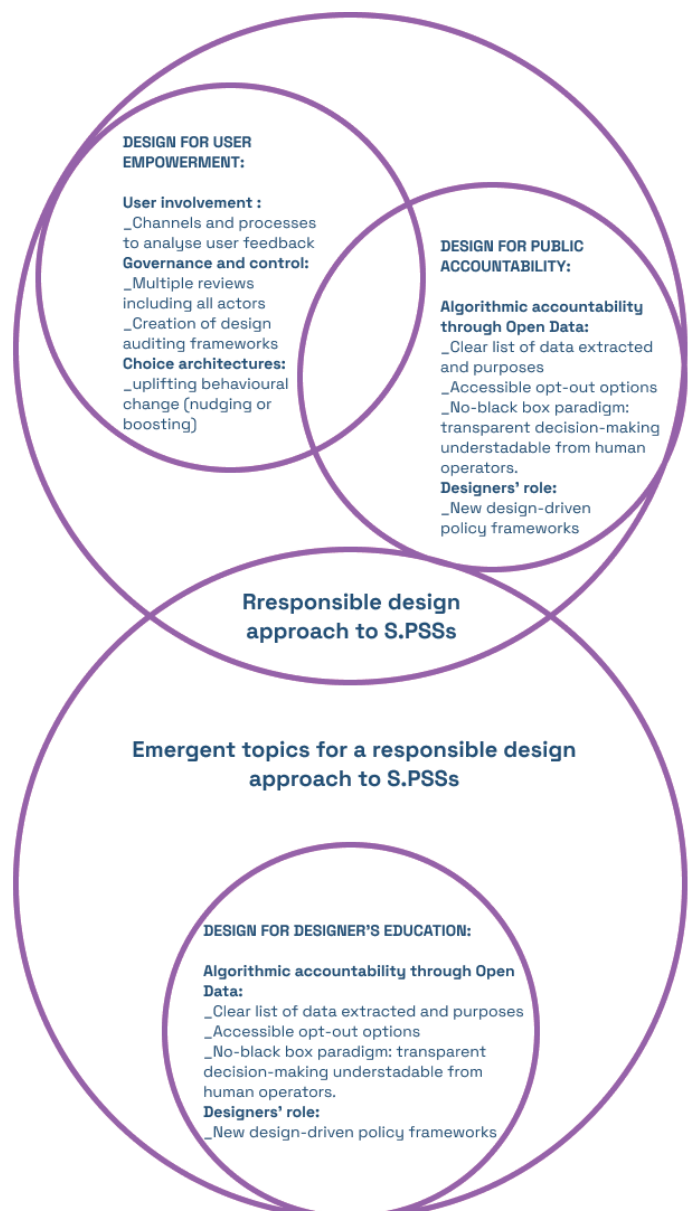 DESIGN FOR USER
EMPOWERMENT:
User involvement :
_Channels and processes
to analyse user feedback
Governance and control:
_Multiple reviews
including all actors
_Creation of design
auditing frameworks
Choice architectures:
_uplifting behavioural
change (nudging or
boosting)
DESIGN FOR PUBLIC
ACCOUNTABILITY:
Algorithmic accountability
through Open Data:
_Clear list of data extracted
and purposes
_Accessible opt-out options
_No-black box paradigm:
transparent decision-making
understadable from human
operators.
Designers' role:
_New design-driven
policy frameworks
Rresponsible design
approach to S.PSSs
Emergent topics for a responsible design
approach to S.PSSs
DESIGN FOR DESIGNER'S EDUCATION:
Algorithmic accountability through Open
Data:
_Clear list of data extracted and purposes
_Accessible opt-out options
_No-black box paradigm: transparent
decision-making understadable from
human operators.
Designers' role:
_New design-driven policy frameworks